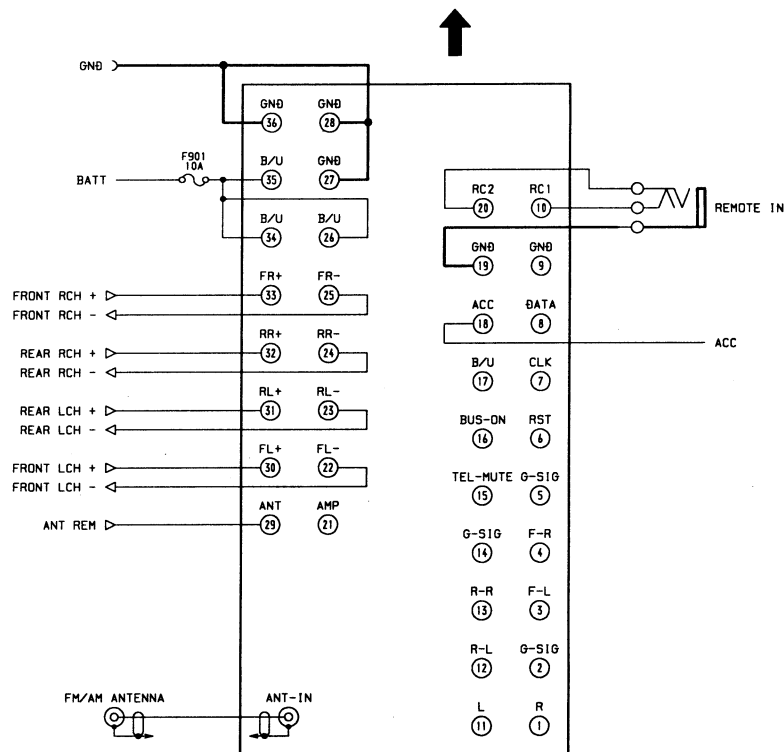 GND
GND GND
36 28
F901
10A
BATT
B/U GND
35 27
RC2 RC1
20 10
REMOTE IN
B/U B/U
34 26
GND GND
19 9
FR+ FR-
33 25
FRONT RCH +
FRONT RCH -
ACC DATA
18 8
ACC
RR+ RR-
32 24
REAR RCH +
REAR RCH -
B/U CLK
17 7
RL+ RL-
31 23
REAR LCH +
REAR LCH -
BUS-ON RST
16 6
FL+ FL-
30 22
FRONT LCH +
FRONT LCH -
TEL-MUTE G-SIG
15 5
ANT AMP
29 21
ANT REM
G-SIG F-R
14 4
R-R F-L
13 3
R-L G-SIG
12 2
FM/AM ANTENNA
ANT-IN
L R
11 1